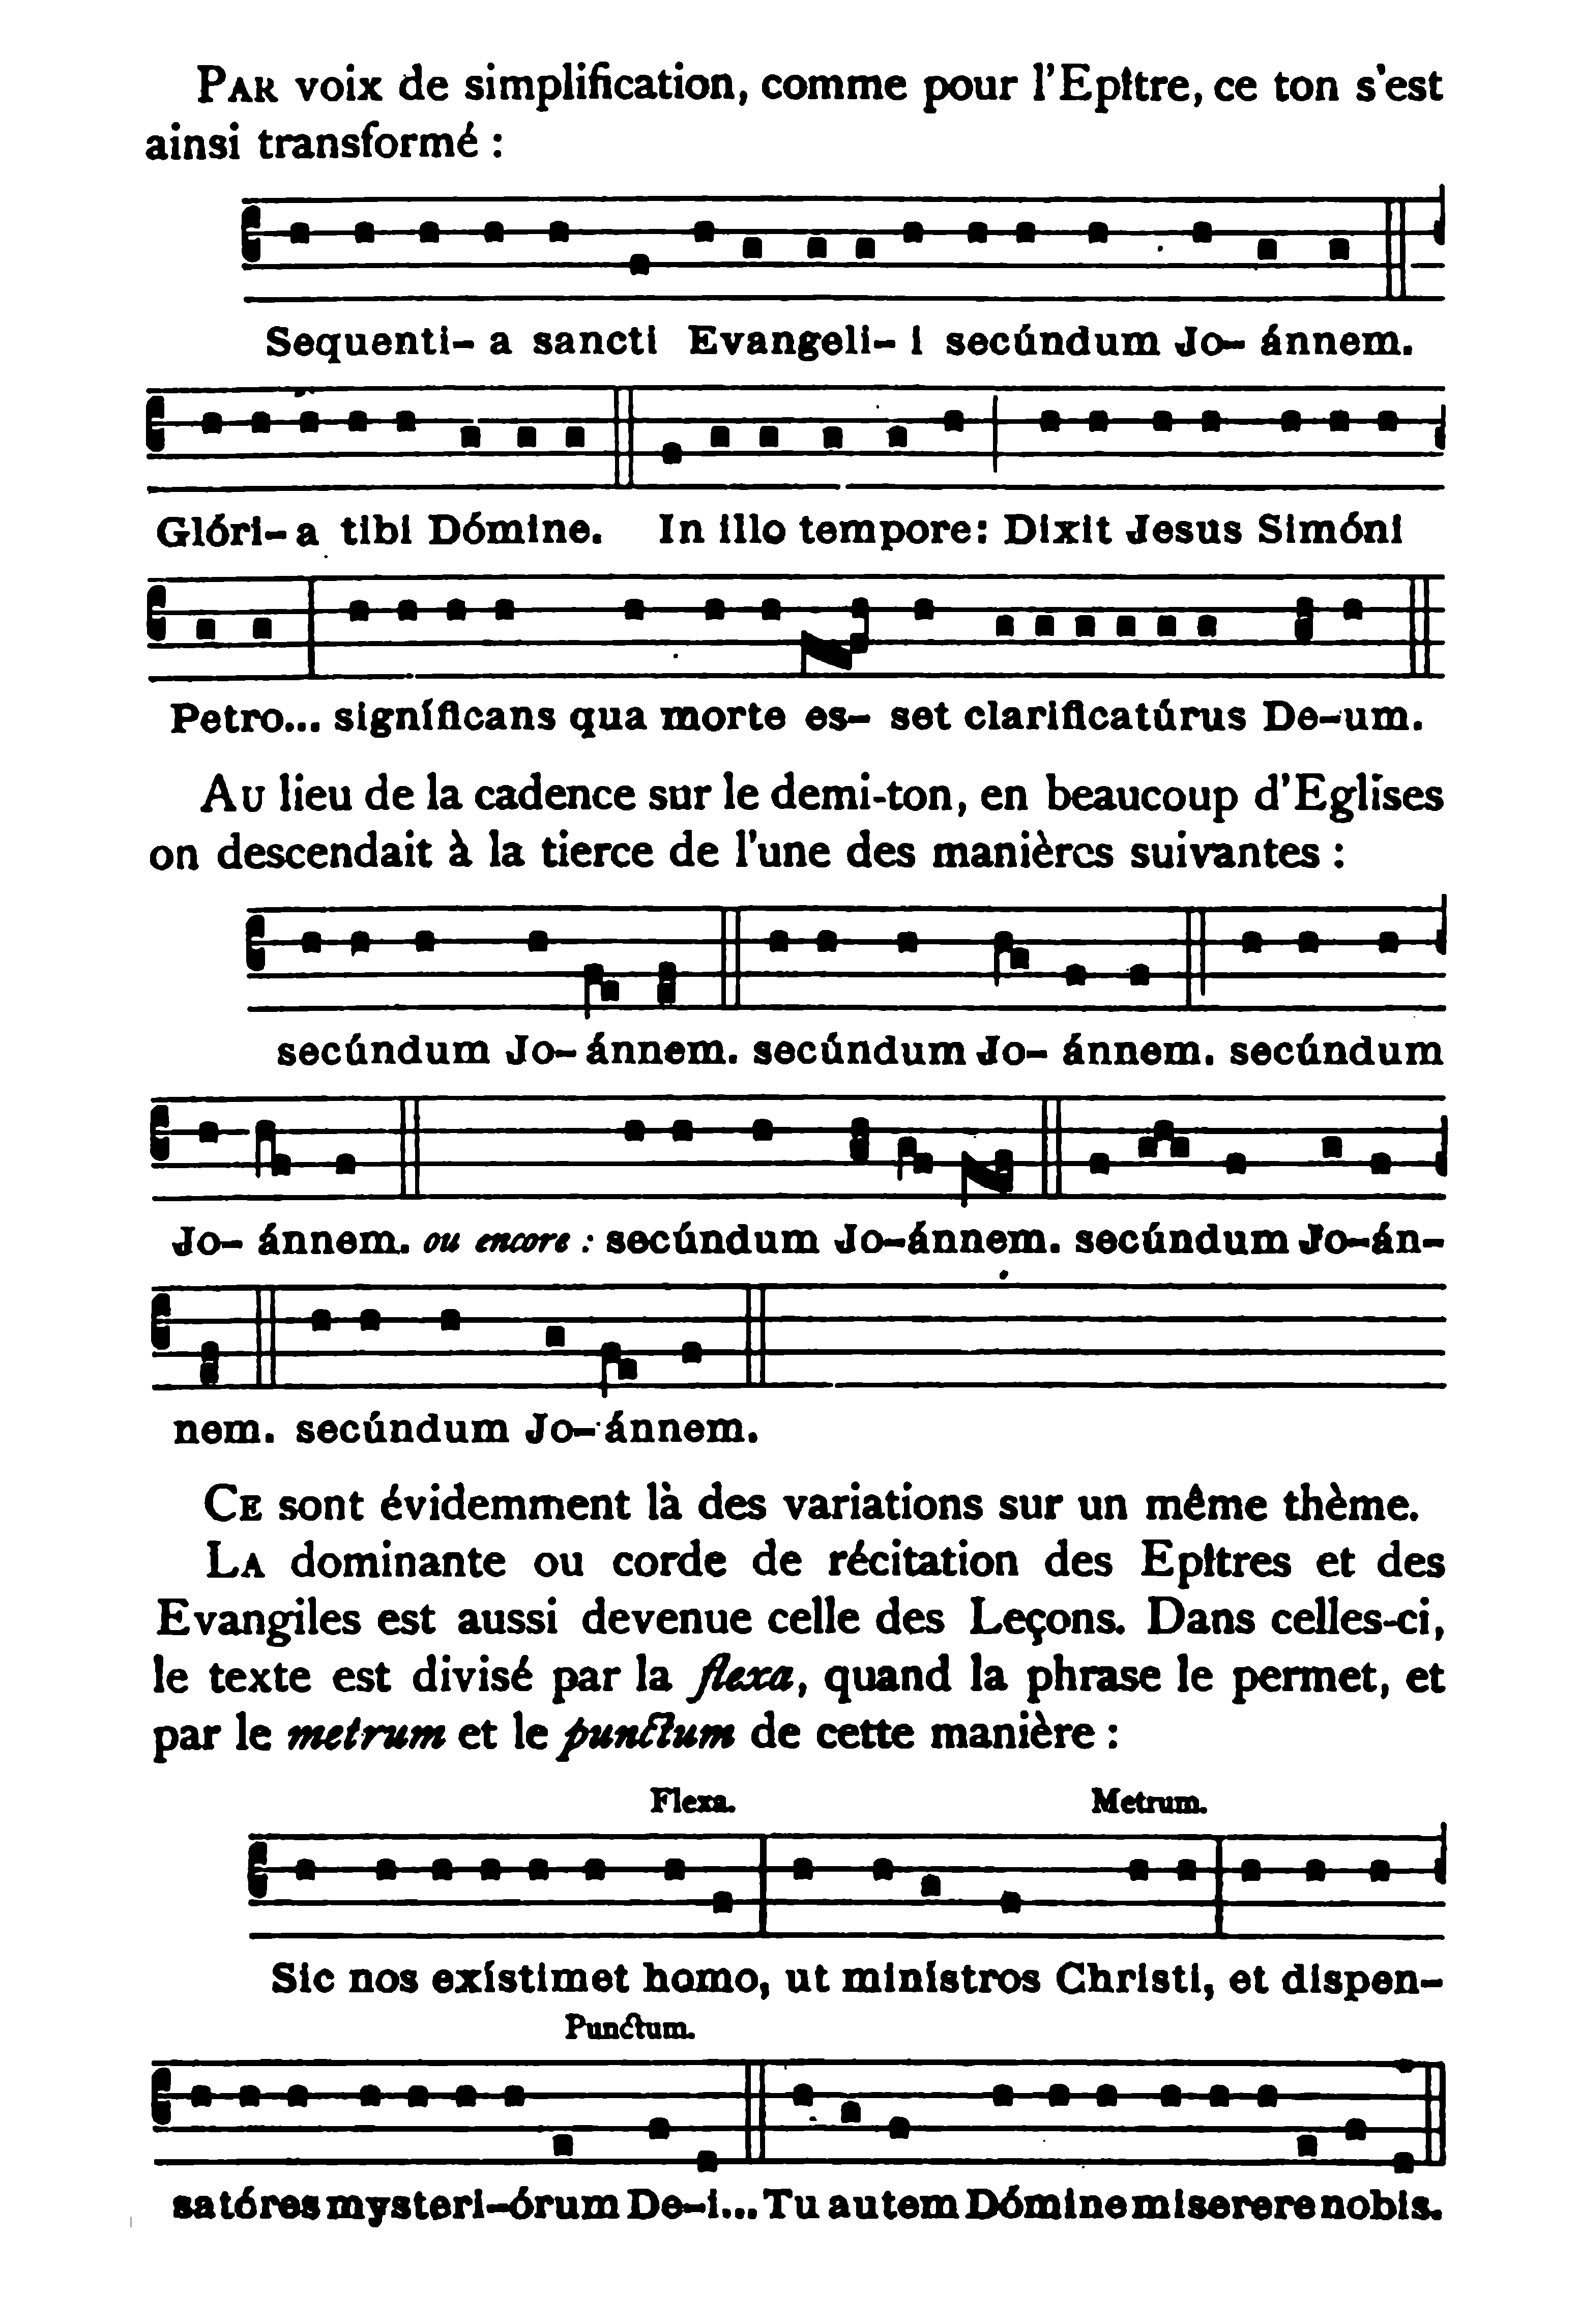 PAR voix de simplification, comme pour l'Epître, ce ton s'est
ainsi transformé :
Sequenti- a sancti Evangeli- i secúndum Jo- ánnem.
Glóri- a tibi Dómine. In illo tempore: Dixit Jesus Simóni
Petro... signíficans qua morte es- set clarificatúrus De-um.
AU lieu de la cadence sur le demi-ton, en beaucoup d'Eglises
on descendait à la tierce de l'une des manières suivantes :
secúndum Jo- ánnem. secúndum Jo- ánnem. secúndum
Jo- ánnem. ou encore : secúndum Jo-ánnem. secúndum Jo-án-
nem. secúndum Jo- ánnem.
CE sont évidemment là des variations sur un même thème.
LA dominante ou corde de récitation des Epîtres et des
Evangiles est aussi devenue celle des Leçons. Dans celles-ci,
le texte est divisé par la flexa, quand la phrase le permet, et
par le metrum et le punctum de cette manière :
Flexa. Metrum.
Sic nos exístimet homo, ut minístros Christi, et dispen-
Punctum.
satóres mysteri-órum De-i... Tu autem Dómine miserere nobis.